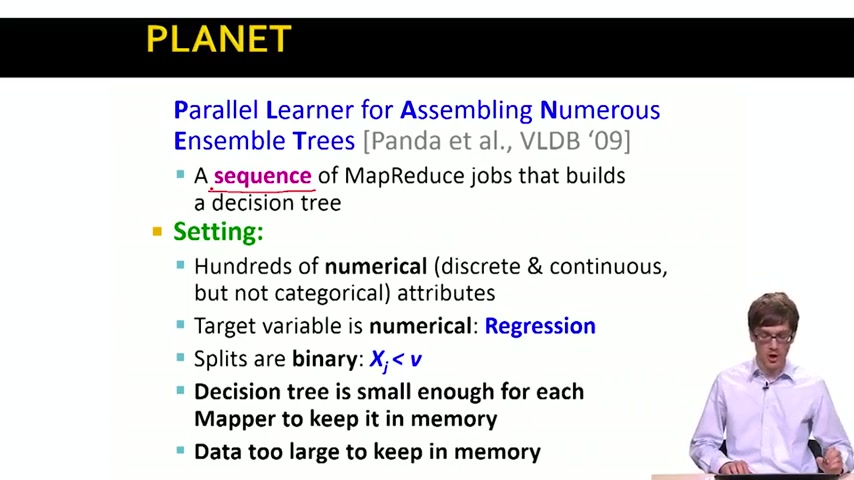 PLANET
Parallel Learner for Assembling Numerous
Ensemble Trees [Panda et al., VLDB ‘09]
A sequence of MapReduce jobs that builds
a decision tree
Setting:
Hundreds of numerical (discrete & continuous,
but not categorical) attributes
Target variable is numerical: Regression
Splits are binary: Xj < v
Decision tree is small enough for each
Mapper to keep it in memory
Data too large to keep in memory